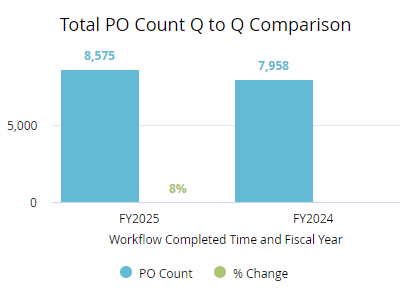 Total PO Count Q to Q Comparison
8,575
7,958
5,000
8%
0
FY2025 FY2024
Workflow Completed Time and Fiscal Year
PO Count % Change